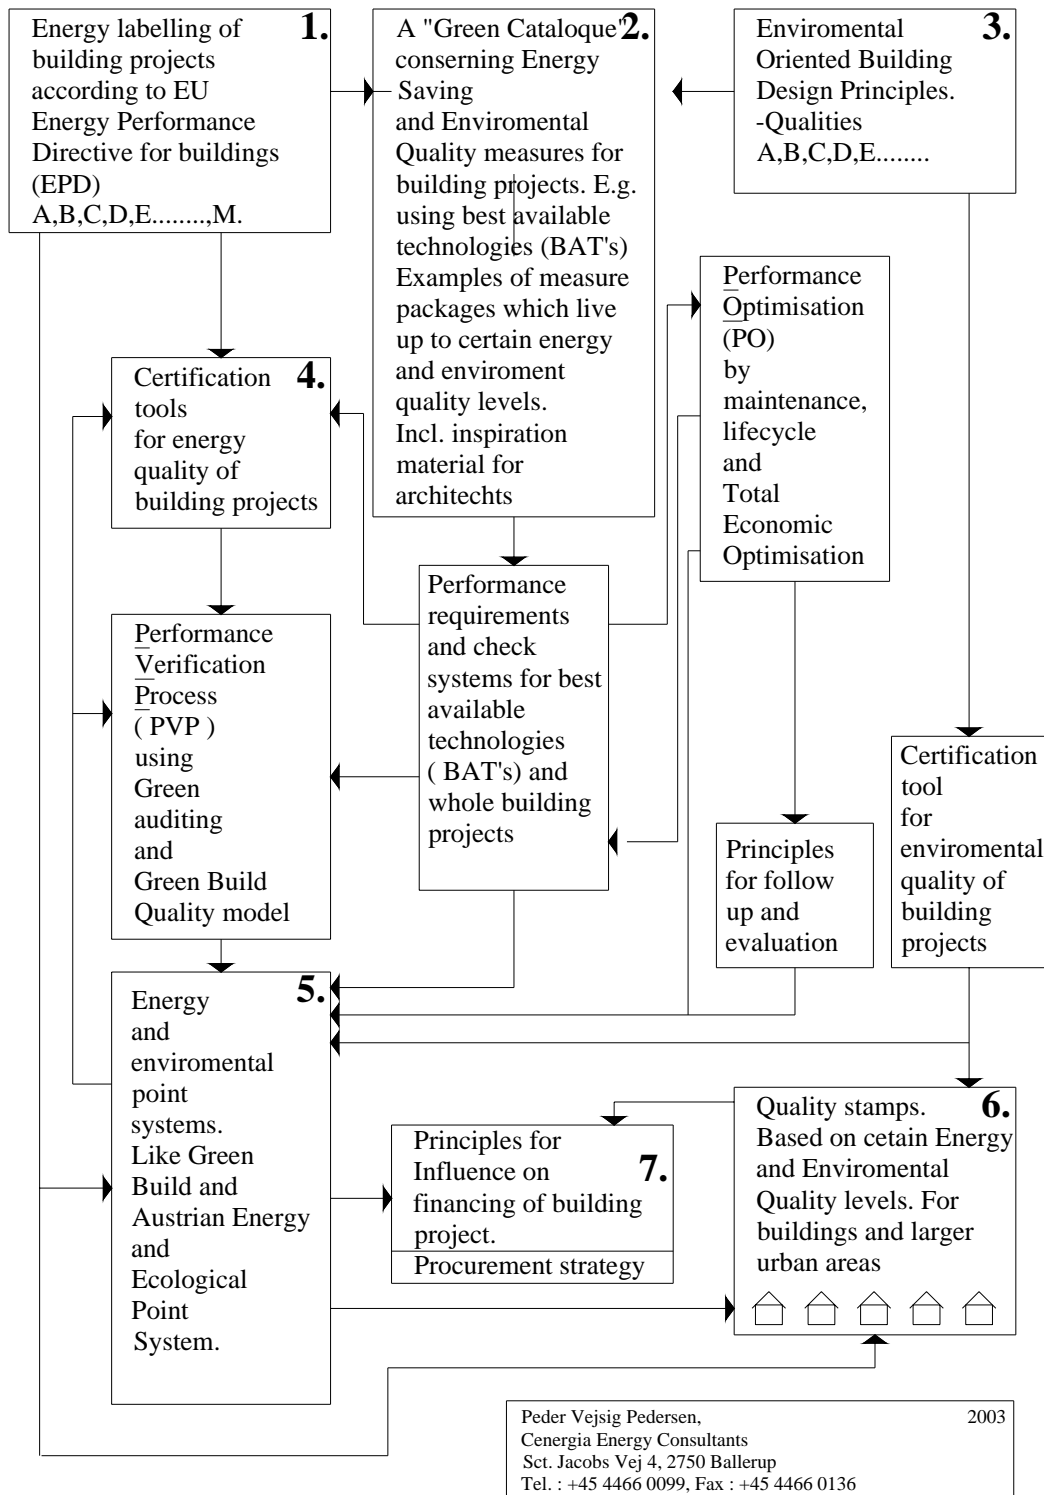 Energy labelling of 1.
building projects
according to EU
Energy Performance
Directive for buildings
(EPD)
A,B,C,D,E........,M.
A "Green Cataloque" 2.
conserning Energy
Saving
and Enviromental
Quality measures for
building projects. E.g.
using best available
technologies (BAT's)
Examples of measure
packages which live
up to certain energy
and enviroment
quality levels.
Incl. inspiration
material for
architechts
Enviromental 3.
Oriented Building
Design Principles.
-Qualities
A,B,C,D,E........
Certification 4.
tools
for energy
quality of
building projects
Performance
Optimisation
(PO)
by
maintenance,
lifecycle
and
Total
Economic
Optimisation
Performance
requirements
and check
systems for best
available
technologies
( BAT's) and
whole building
projects
Performance
Verification
Process
( PVP )
using
Green
auditing
and
Green Build
Quality model
Principles
for follow
up and
evaluation
Certification
tool
for
enviromental
quality of
building
projects
5.
Energy
and
enviromental
point
systems.
Like Green
Build and
Austrian Energy
and
Ecological
Point
System.
Principles for
Influence on 7.
financing of building
project.
Procurement strategy
Quality stamps. 6.
Based on cetain Energy
and Enviromental
Quality levels. For
buildings and larger
urban areas
Peder Vejsig Pedersen, 2003
Cenergia Energy Consultants
Sct. Jacobs Vej 4, 2750 Ballerup
Tel. : +45 4466 0099, Fax : +45 4466 0136